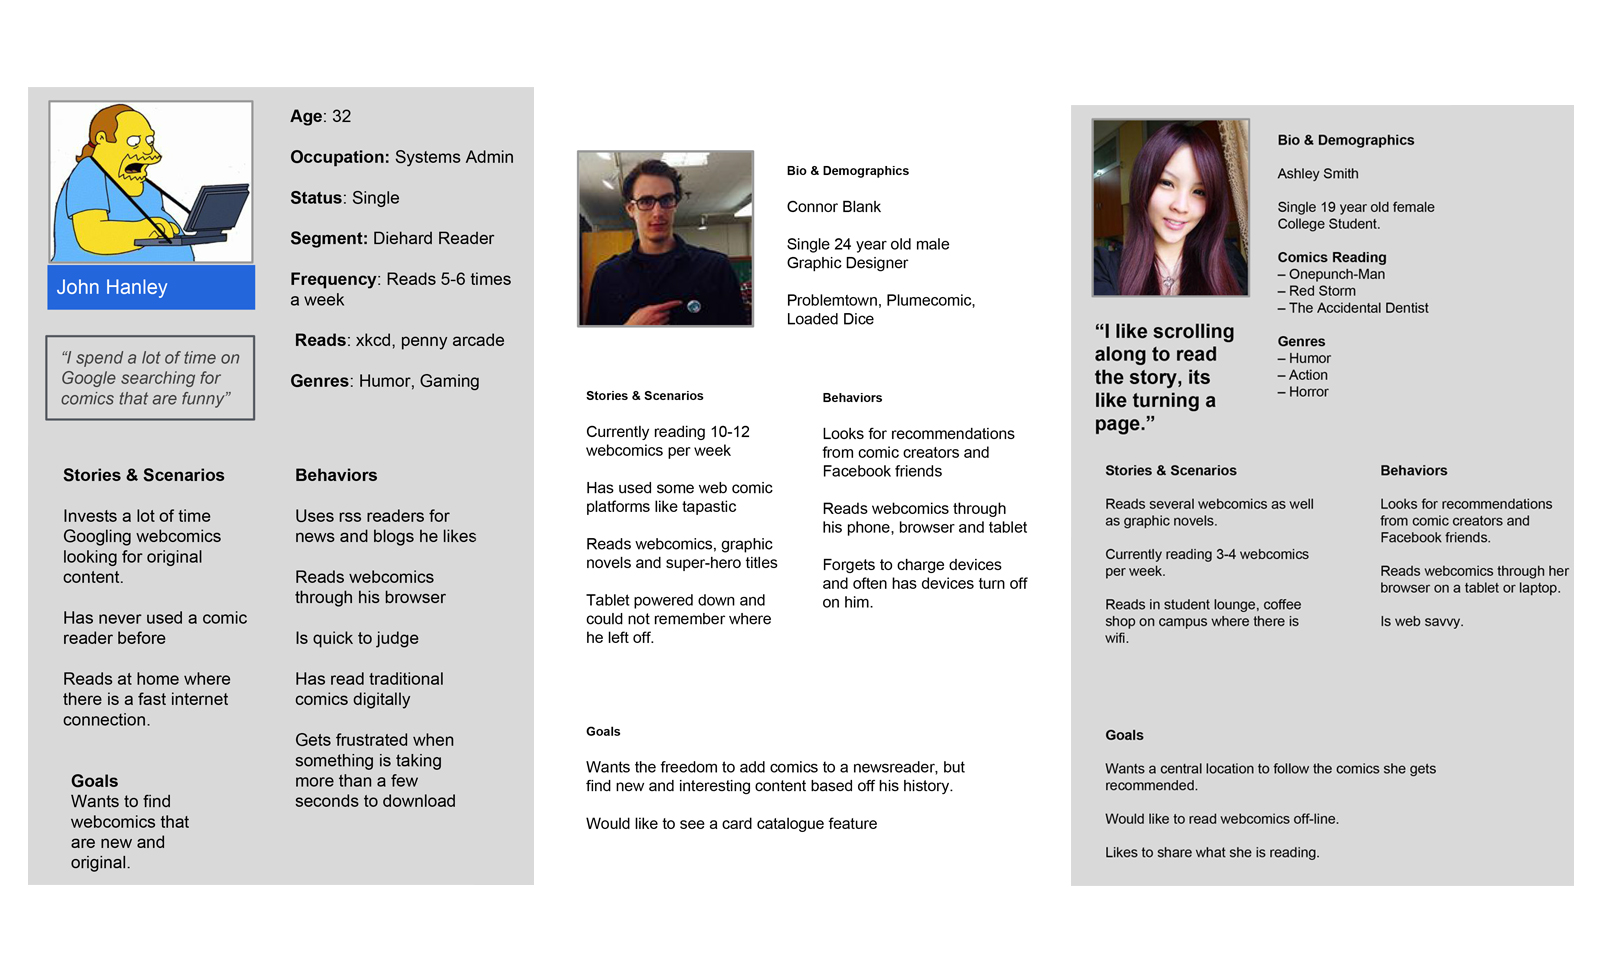 John Hanley
“I spend a lot of time on
Google searching for
comics that are funny”
Age: 32
Occupation: Systems Admin
Status: Single
Segment: Diehard Reader
Frequency: Reads 5-6 times
a week
Reads: xkcd, penny arcade
Genres: Humor, Gaming
Stories & Scenarios
Invests a lot of time
Googling webcomics
looking for original
content.
Has never used a comic
reader before
Reads at home where
there is a fast internet
connection.
Goals
Wants to find
webcomics that
are new and
original.
Behaviors
Uses rss readers for
news and blogs he likes
Reads webcomics
through his browser
Is quick to judge
Has read traditional
comics digitally
Gets frustrated when
something is taking
more than a few
seconds to download
Bio & Demographics
Connor Blank
Single 24 year old male
Graphic Designer
Problemtown, Plumecomic,
Loaded Dice
Stories & Scenarios
Currently reading 10-12
webcomics per week
Has used some web comic
platforms like tapastic
Reads webcomics, graphic
novels and super-hero titles
Tablet powered down and
could not remember where
he left off.
Behaviors
Looks for recommendations
from comic creators and
Facebook friends
Reads webcomics through
his phone, browser and tablet
Forgets to charge devices
and often has devices turn off
on him.
Goals
Wants the freedom to add comics to a newsreader, but
find new and interesting content based off his history.
Would like to see a card catalogue feature
“I like scrolling
along to read
the story, its
like turning a
page.”
Bio & Demographics
Ashley Smith
Single 19 year old female
College Student.
Comics Reading
– Onepunch-Man
– Red Storm
– The Accidental Dentist
Genres
– Humor
– Action
– Horror
Stories & Scenarios
Reads several webcomics as well
as graphic novels.
Currently reading 3-4 webcomics
per week.
Reads in student lounge, coffee
shop on campus where there is
wifi.
Behaviors
Looks for recommendations
from comic creators and
Facebook friends.
Reads webcomics through her
browser on a tablet or laptop.
Is web savvy.
Goals
Wants a central location to follow the comics she gets
recommended.
Would like to read webcomics off-line.
Likes to share what she is reading.